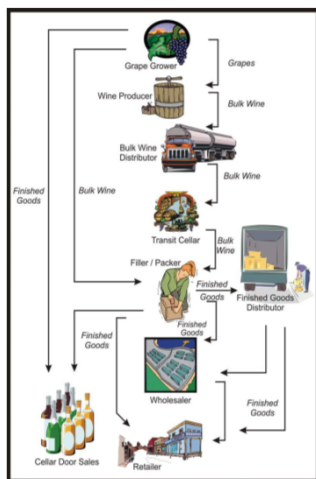 Grape Grower
Grapes
Wine Producer
Bulk Wine
Bulk Wine
Distributor
Bulk Wine
Finished
Goods
Bulk Wine
Transit Cellar
Bulk
Wine
Filler / Packer
Finished
Goods
Finished Goods
Distributor
Finished
Goods
Finished
Goods
Finished
Goods
Wholesaler
Finished
Goods
Cellar Door Sales
Retailer